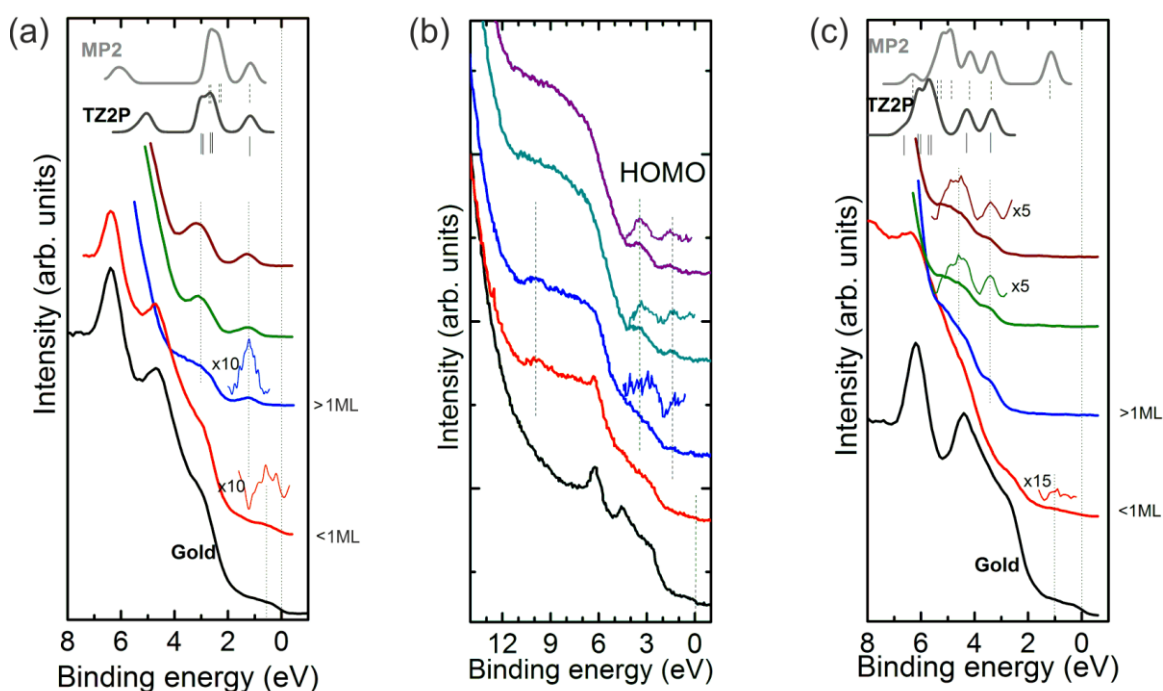 (a)
MP2
TZ2P
x10
>1ML
x10
<1ML
Gold
Intensity (arb. units)
8 6 4 2 0
Binding energy (eV)
(b)
HOMO
Intensity (arb. units)
12 9 6 3 0
Binding energy (eV)
(c)
MP2
TZ2P
x5
x5
>1ML
x15
<1ML
Gold
Intensity (arb. units)
8 6 4 2 0
Binding energy (eV)